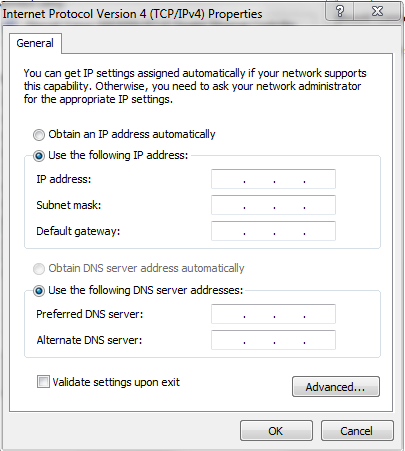 Internet Protocol Version 4 (TCP/IPv4) Properties
General
You can get IP settings assigned automatically if your network supports
this capability. Otherwise, you need to ask your network administrator
for the appropriate IP settings.
Obtain an IP address automatically
Use the following IP address:
IP address: . . .
Subnet mask: . . .
Default gateway: . . .
Obtain DNS server address automatically
Use the following DNS server addresses:
Preferred DNS server: . . .
Alternate DNS server: . . .
Validate settings upon exit
Advanced...
OK Cancel